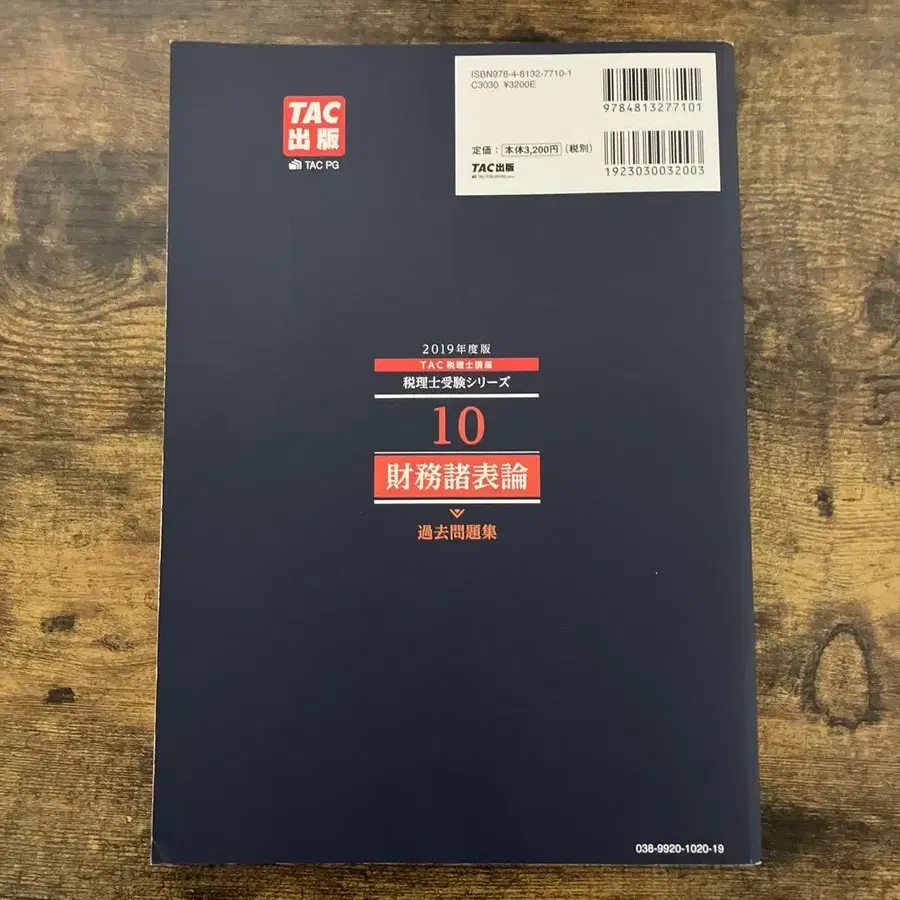 ISBN978-4-8132-7710-1
C3030 ¥3200E
9784813277101
定価：本体3,200円（税別）
TAC出版
1923030032003
TAC
出版
TAC PG
2019年度版
TAC 税理士講座
税理士受験シリーズ
10
財務諸表論
過去問題集
038-9920-1020-19